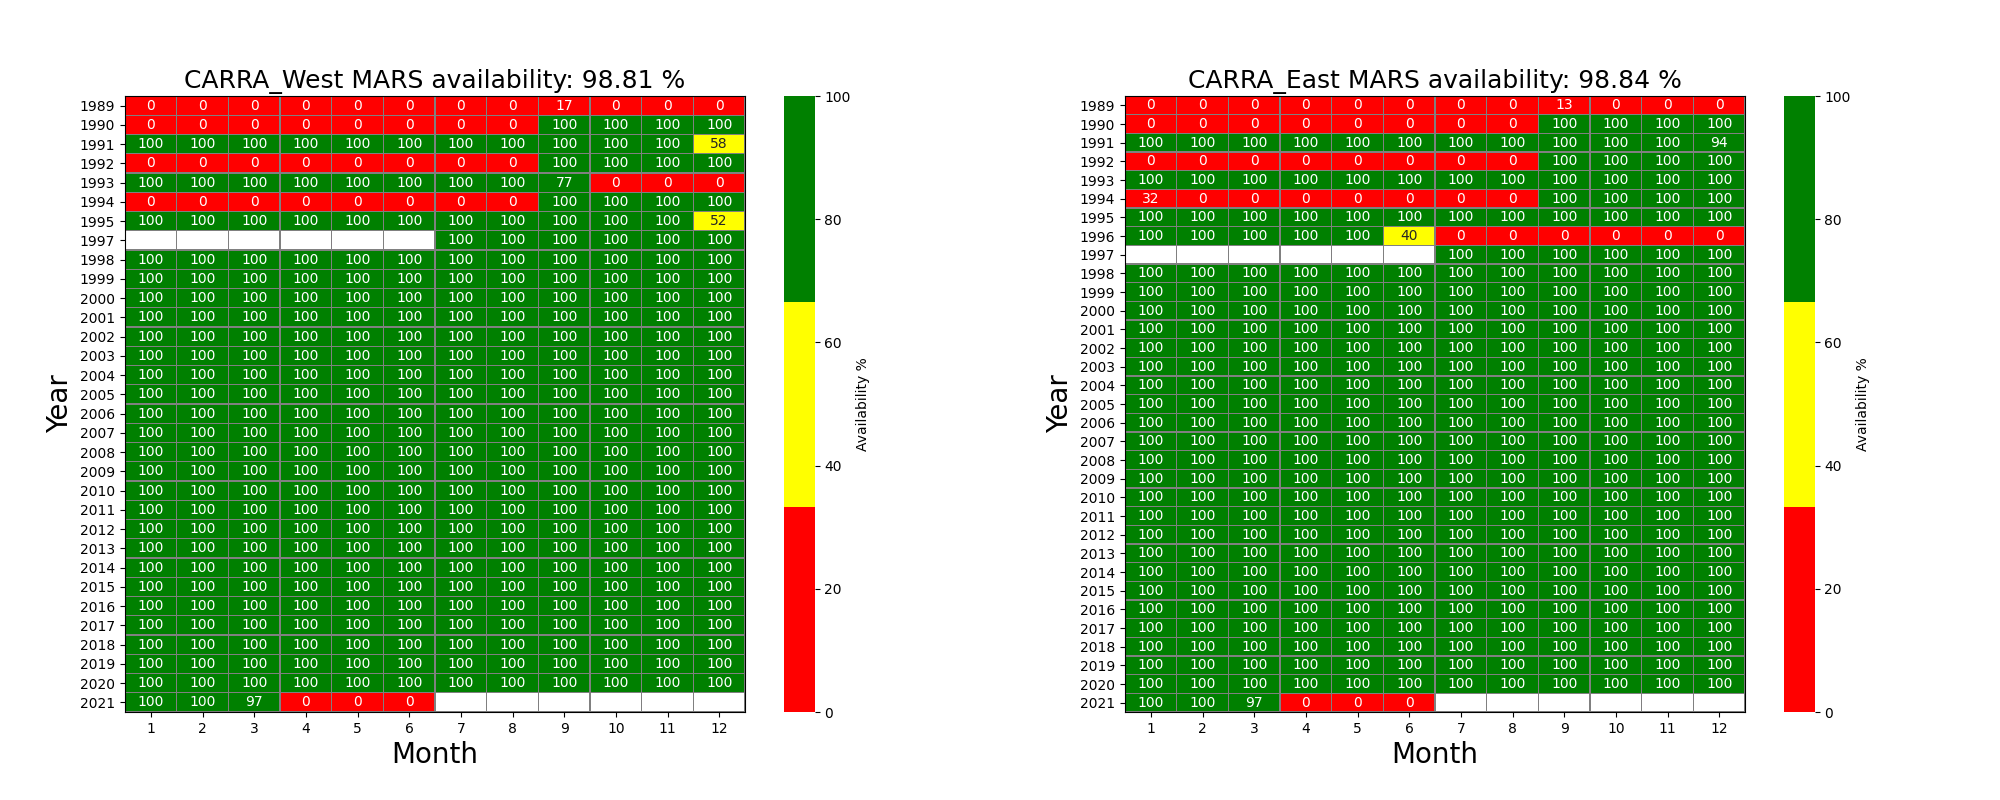 CARRA_West MARS availability: 98.81 %
Year
1989 0 0 0 0 0 0 0 0 17 0 0 0
1990 0 0 0 0 0 0 0 0 100 100 100 100
1991 100 100 100 100 100 100 100 100 100 100 100 58
1992 0 0 0 0 0 0 0 0 100 100 100 100
1993 100 100 100 100 100 100 100 100 77 0 0 0
1994 0 0 0 0 0 0 0 0 100 100 100 100
1995 100 100 100 100 100 100 100 100 100 100 100 52
1997 100 100 100 100 100 100
1998 100 100 100 100 100 100 100 100 100 100 100 100
1999 100 100 100 100 100 100 100 100 100 100 100 100
2000 100 100 100 100 100 100 100 100 100 100 100 100
2001 100 100 100 100 100 100 100 100 100 100 100 100
2002 100 100 100 100 100 100 100 100 100 100 100 100
2003 100 100 100 100 100 100 100 100 100 100 100 100
2004 100 100 100 100 100 100 100 100 100 100 100 100
2005 100 100 100 100 100 100 100 100 100 100 100 100
2006 100 100 100 100 100 100 100 100 100 100 100 100
2007 100 100 100 100 100 100 100 100 100 100 100 100
2008 100 100 100 100 100 100 100 100 100 100 100 100
2009 100 100 100 100 100 100 100 100 100 100 100 100
2010 100 100 100 100 100 100 100 100 100 100 100 100
2011 100 100 100 100 100 100 100 100 100 100 100 100
2012 100 100 100 100 100 100 100 100 100 100 100 100
2013 100 100 100 100 100 100 100 100 100 100 100 100
2014 100 100 100 100 100 100 100 100 100 100 100 100
2015 100 100 100 100 100 100 100 100 100 100 100 100
2016 100 100 100 100 100 100 100 100 100 100 100 100
2017 100 100 100 100 100 100 100 100 100 100 100 100
2018 100 100 100 100 100 100 100 100 100 100 100 100
2019 100 100 100 100 100 100 100 100 100 100 100 100
2020 100 100 100 100 100 100 100 100 100 100 100 100
2021 100 100 97 0 0 0
1 2 3 4 5 6 7 8 9 10 11 12
Month
100
80
60
40
20
0
Availability %
CARRA_East MARS availability: 98.84 %
Year
1989 0 0 0 0 0 0 0 0 13 0 0 0
1990 0 0 0 0 0 0 0 0 100 100 100 100
1991 100 100 100 100 100 100 100 100 100 100 100 94
1992 0 0 0 0 0 0 0 0 100 100 100 100
1993 100 100 100 100 100 100 100 100 100 100 100 100
1994 32 0 0 0 0 0 0 0 100 100 100 100
1995 100 100 100 100 100 100 100 100 100 100 100 100
1996 100 100 100 100 100 40 0 0 0 0 0 0
1997 100 100 100 100 100 100
1998 100 100 100 100 100 100 100 100 100 100 100 100
1999 100 100 100 100 100 100 100 100 100 100 100 100
2000 100 100 100 100 100 100 100 100 100 100 100 100
2001 100 100 100 100 100 100 100 100 100 100 100 100
2002 100 100 100 100 100 100 100 100 100 100 100 100
2003 100 100 100 100 100 100 100 100 100 100 100 100
2004 100 100 100 100 100 100 100 100 100 100 100 100
2005 100 100 100 100 100 100 100 100 100 100 100 100
2006 100 100 100 100 100 100 100 100 100 100 100 100
2007 100 100 100 100 100 100 100 100 100 100 100 100
2008 100 100 100 100 100 100 100 100 100 100 100 100
2009 100 100 100 100 100 100 100 100 100 100 100 100
2010 100 100 100 100 100 100 100 100 100 100 100 100
2011 100 100 100 100 100 100 100 100 100 100 100 100
2012 100 100 100 100 100 100 100 100 100 100 100 100
2013 100 100 100 100 100 100 100 100 100 100 100 100
2014 100 100 100 100 100 100 100 100 100 100 100 100
2015 100 100 100 100 100 100 100 100 100 100 100 100
2016 100 100 100 100 100 100 100 100 100 100 100 100
2017 100 100 100 100 100 100 100 100 100 100 100 100
2018 100 100 100 100 100 100 100 100 100 100 100 100
2019 100 100 100 100 100 100 100 100 100 100 100 100
2020 100 100 100 100 100 100 100 100 100 100 100 100
2021 100 100 97 0 0 0
1 2 3 4 5 6 7 8 9 10 11 12
Month
100
80
60
40
20
0
Availability %